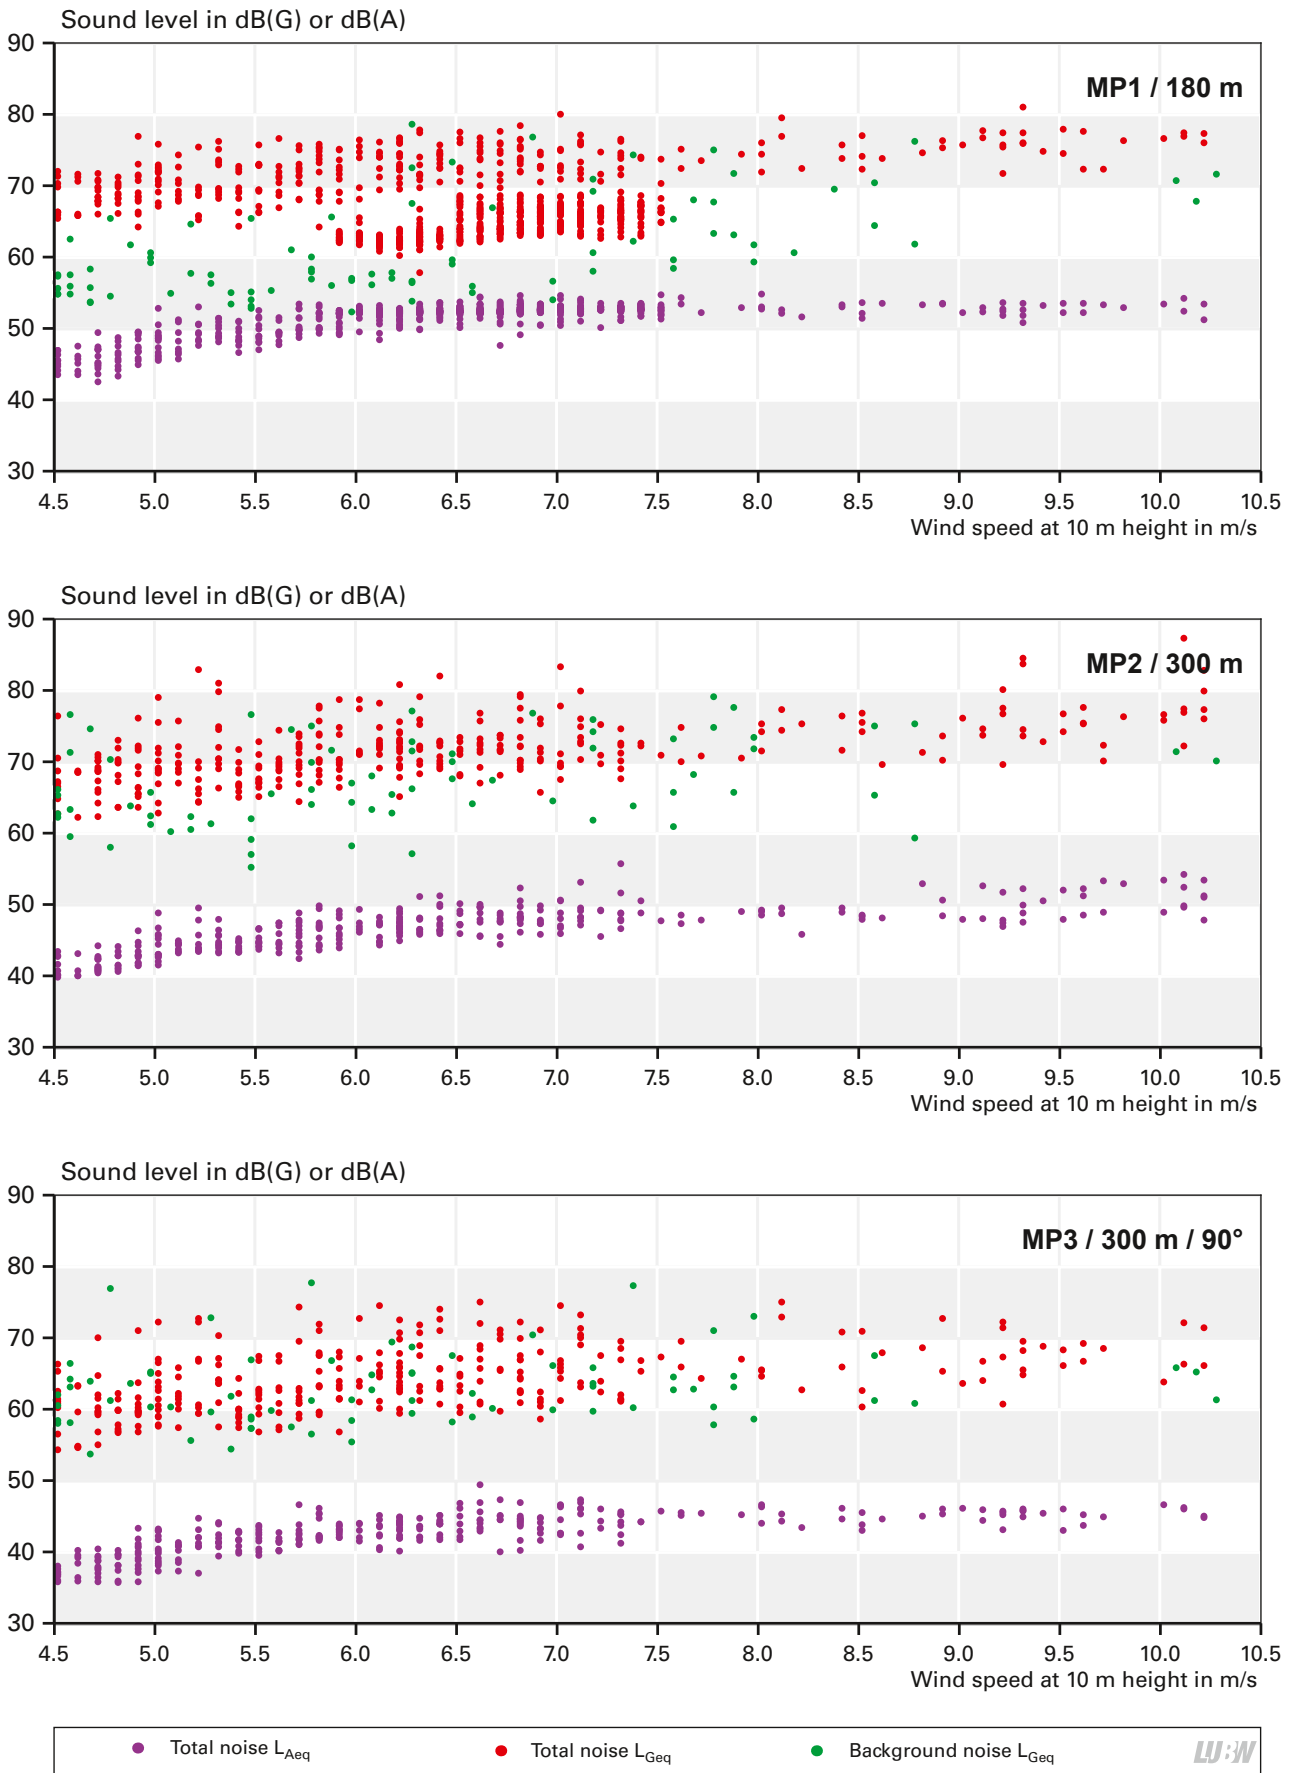 Sound level in dB(G) or dB(A)
90
MP1 / 180 m
80
70
60
50
40
30
4.5 5.0 5.5 6.0 6.5 7.0 7.5 8.0 8.5 9.0 9.5 10.0 10.5
Wind speed at 10 m height in m/s
Sound level in dB(G) or dB(A)
90
MP2 / 300 m
80
70
60
50
40
30
4.5 5.0 5.5 6.0 6.5 7.0 7.5 8.0 8.5 9.0 9.5 10.0 10.5
Wind speed at 10 m height in m/s
Sound level in dB(G) or dB(A)
90
MP3 / 300 m / 90°
80
70
60
50
40
30
4.5 5.0 5.5 6.0 6.5 7.0 7.5 8.0 8.5 9.0 9.5 10.0 10.5
Wind speed at 10 m height in m/s
Total noise LAeq Total noise LGeq Background noise LGeq LUBW